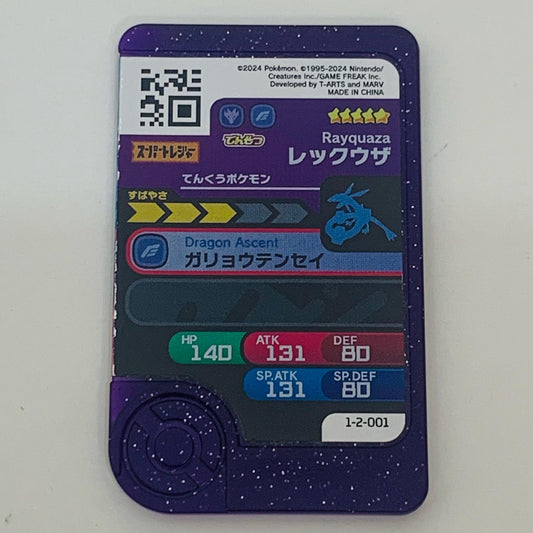 ©2024 Pokémon. ©1995-2024 Nintendo/
Creatures Inc./GAME FREAK Inc.
Developed by T-ARTS and MARV
MADE IN CHINA
でんせつ
スーパートレジャー
Rayquaza
レックウザ
てんくうポケモン
すばやさ
Dragon Ascent
ガリョウテンセイ
HP
140
ATK
131
DEF
80
SP.ATK
131
SP.DEF
80
1-2-001